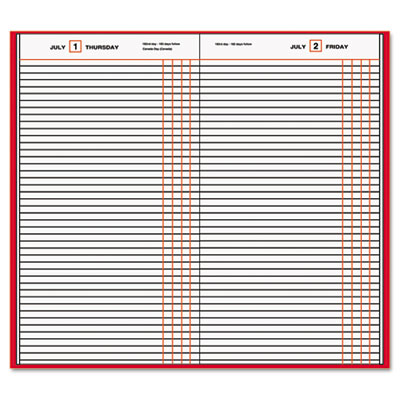 JULY 1 THURSDAY
182nd day - 183 days follow
Canada Day (Canada)
183rd day - 182 days follow
JULY 2 FRIDAY